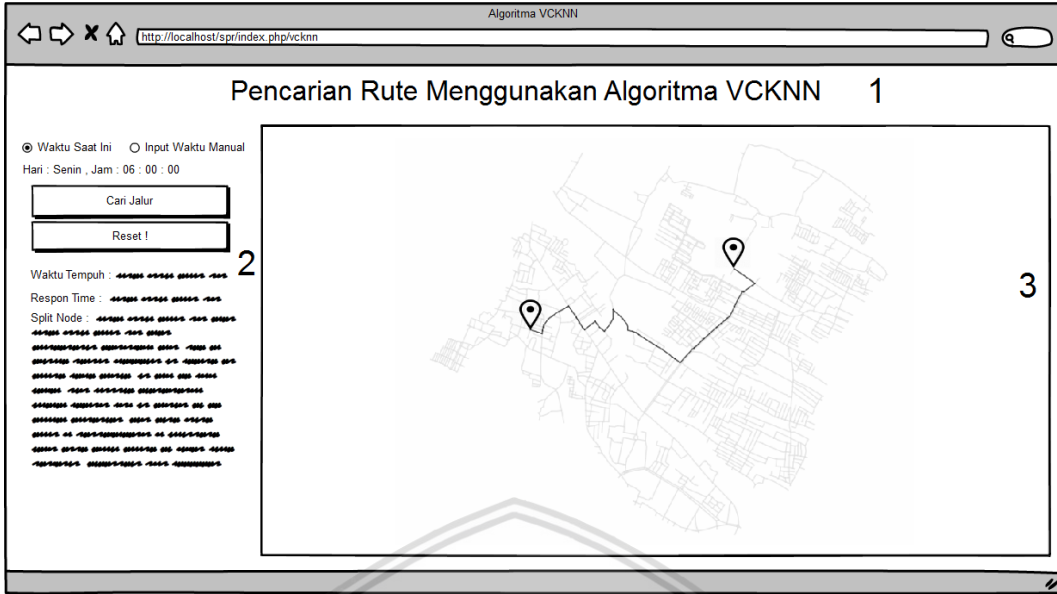 Algoritma VCKNN
http://localhost/spr/index.php/vcknn
Pencarian Rute Menggunakan Algoritma VCKNN 1
Waktu Saat Ini Input Waktu Manual
Hari : Senin , Jam : 06 : 00 : 00
Cari Jalur
Reset !
2
Waktu Tempuh :
Respon Time :
Split Node :
3